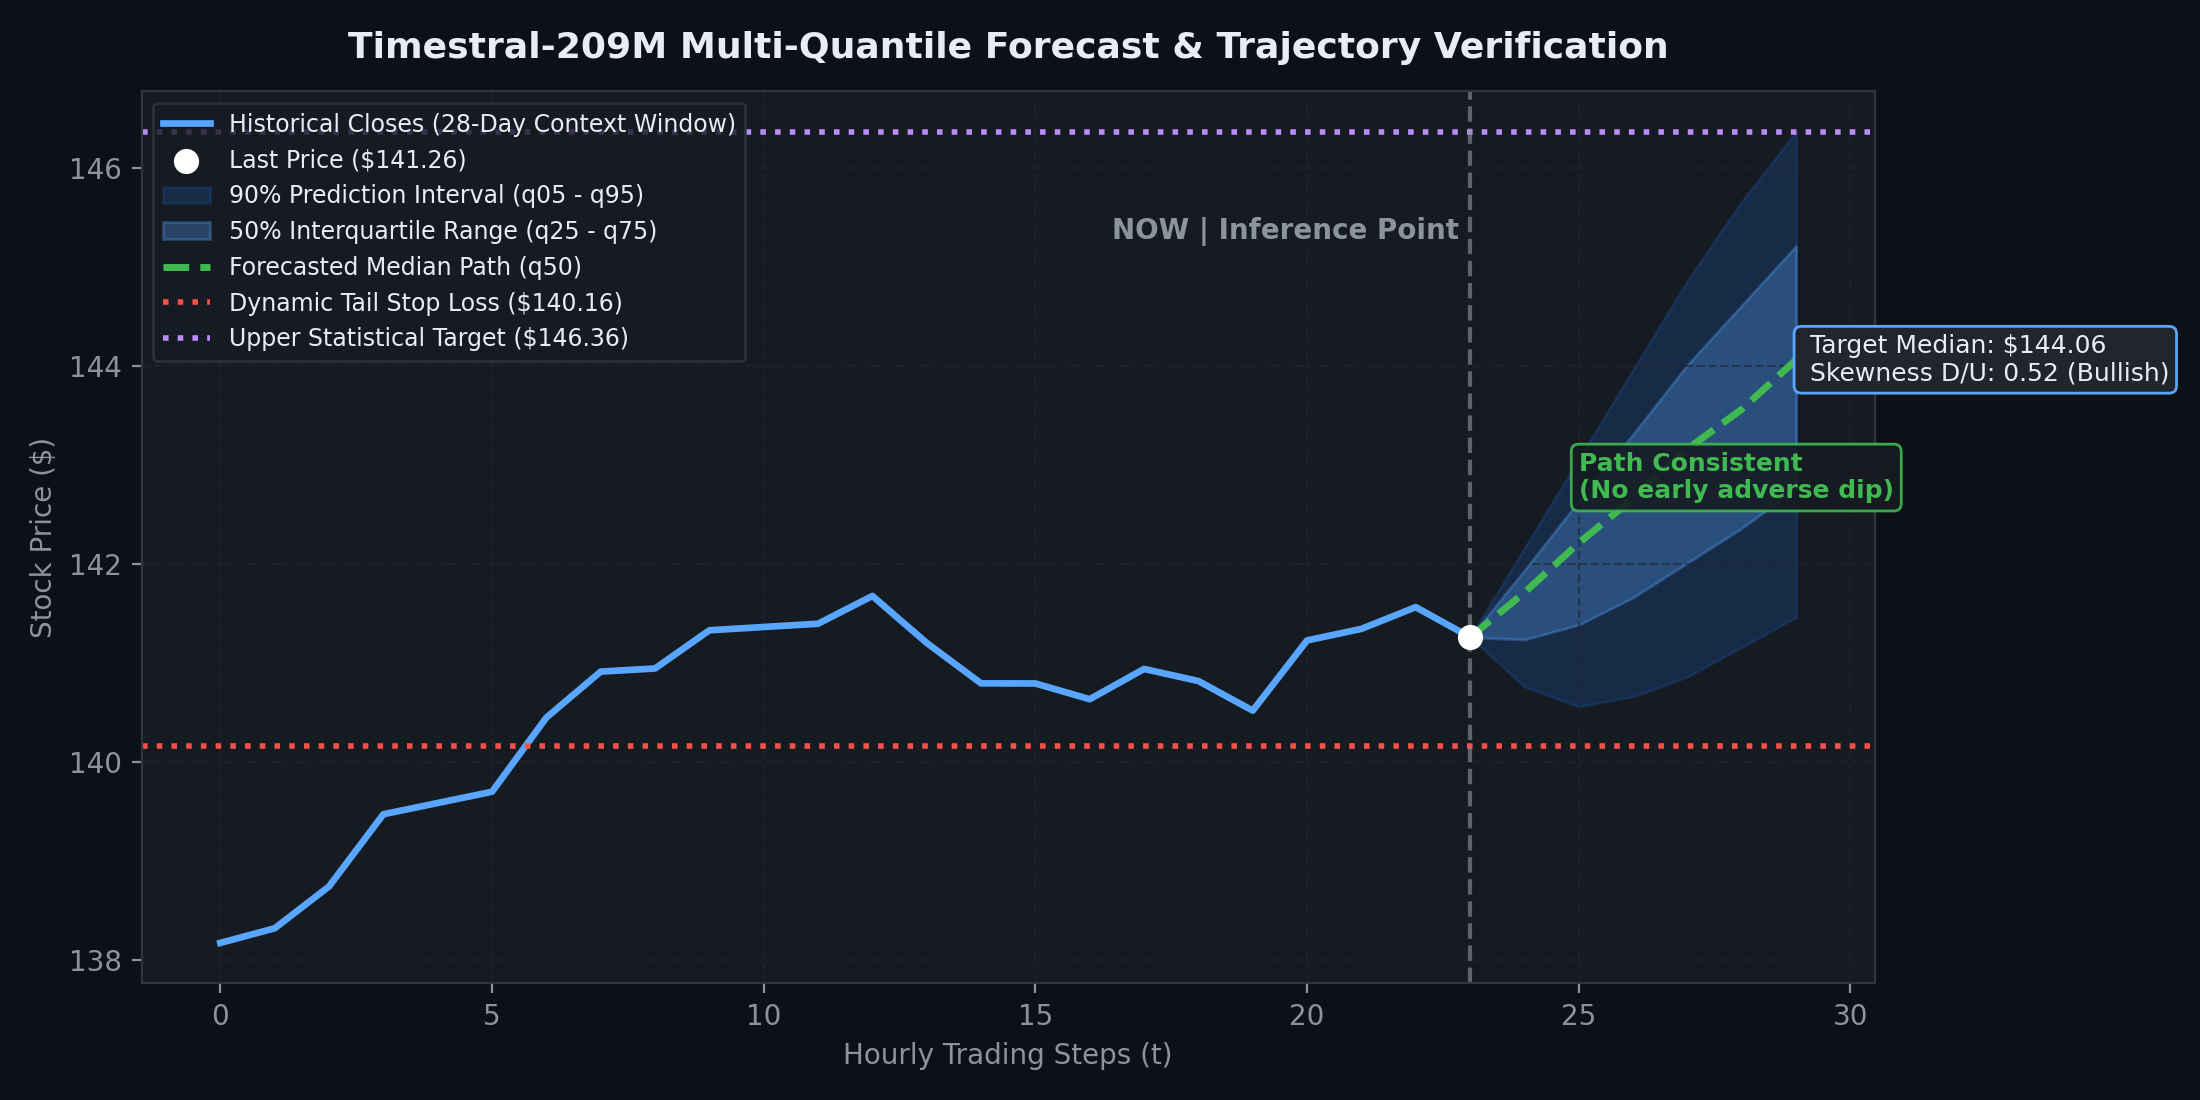 Timestral-209M Multi-Quantile Forecast & Trajectory Verification
Historical Closes (28-Day Context Window)
Last Price ($141.26)
90% Prediction Interval (q05 - q95)
50% Interquartile Range (q25 - q75)
Forecasted Median Path (q50)
Dynamic Tail Stop Loss ($140.16)
Upper Statistical Target ($146.36)
NOW | Inference Point
Target Median: $144.06
Skewness D/U: 0.52 (Bullish)
Path Consistent
(No early adverse dip)
Stock Price ($)
146
144
142
140
138
0 5 10 15 20 25 30
Hourly Trading Steps (t)